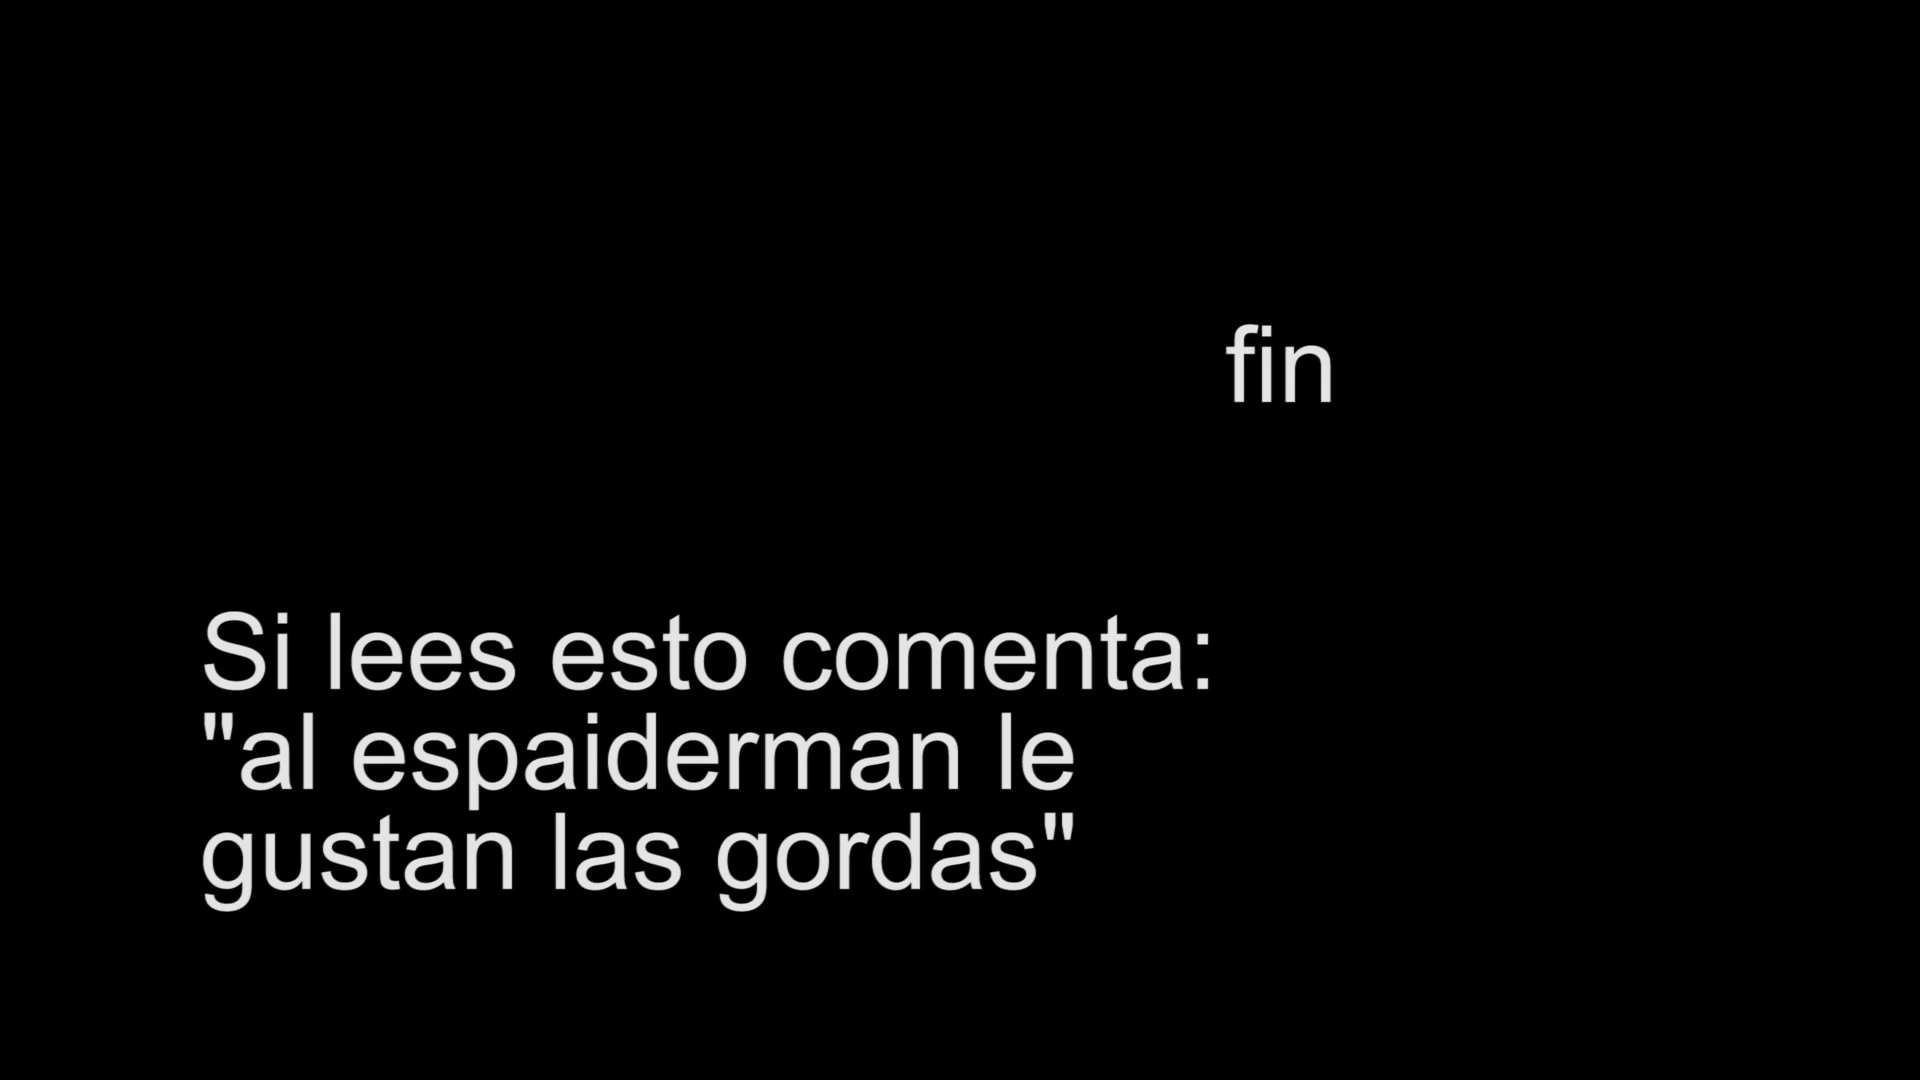 fin
Si lees esto comenta:
"al espaiderman le
gustan las gordas"